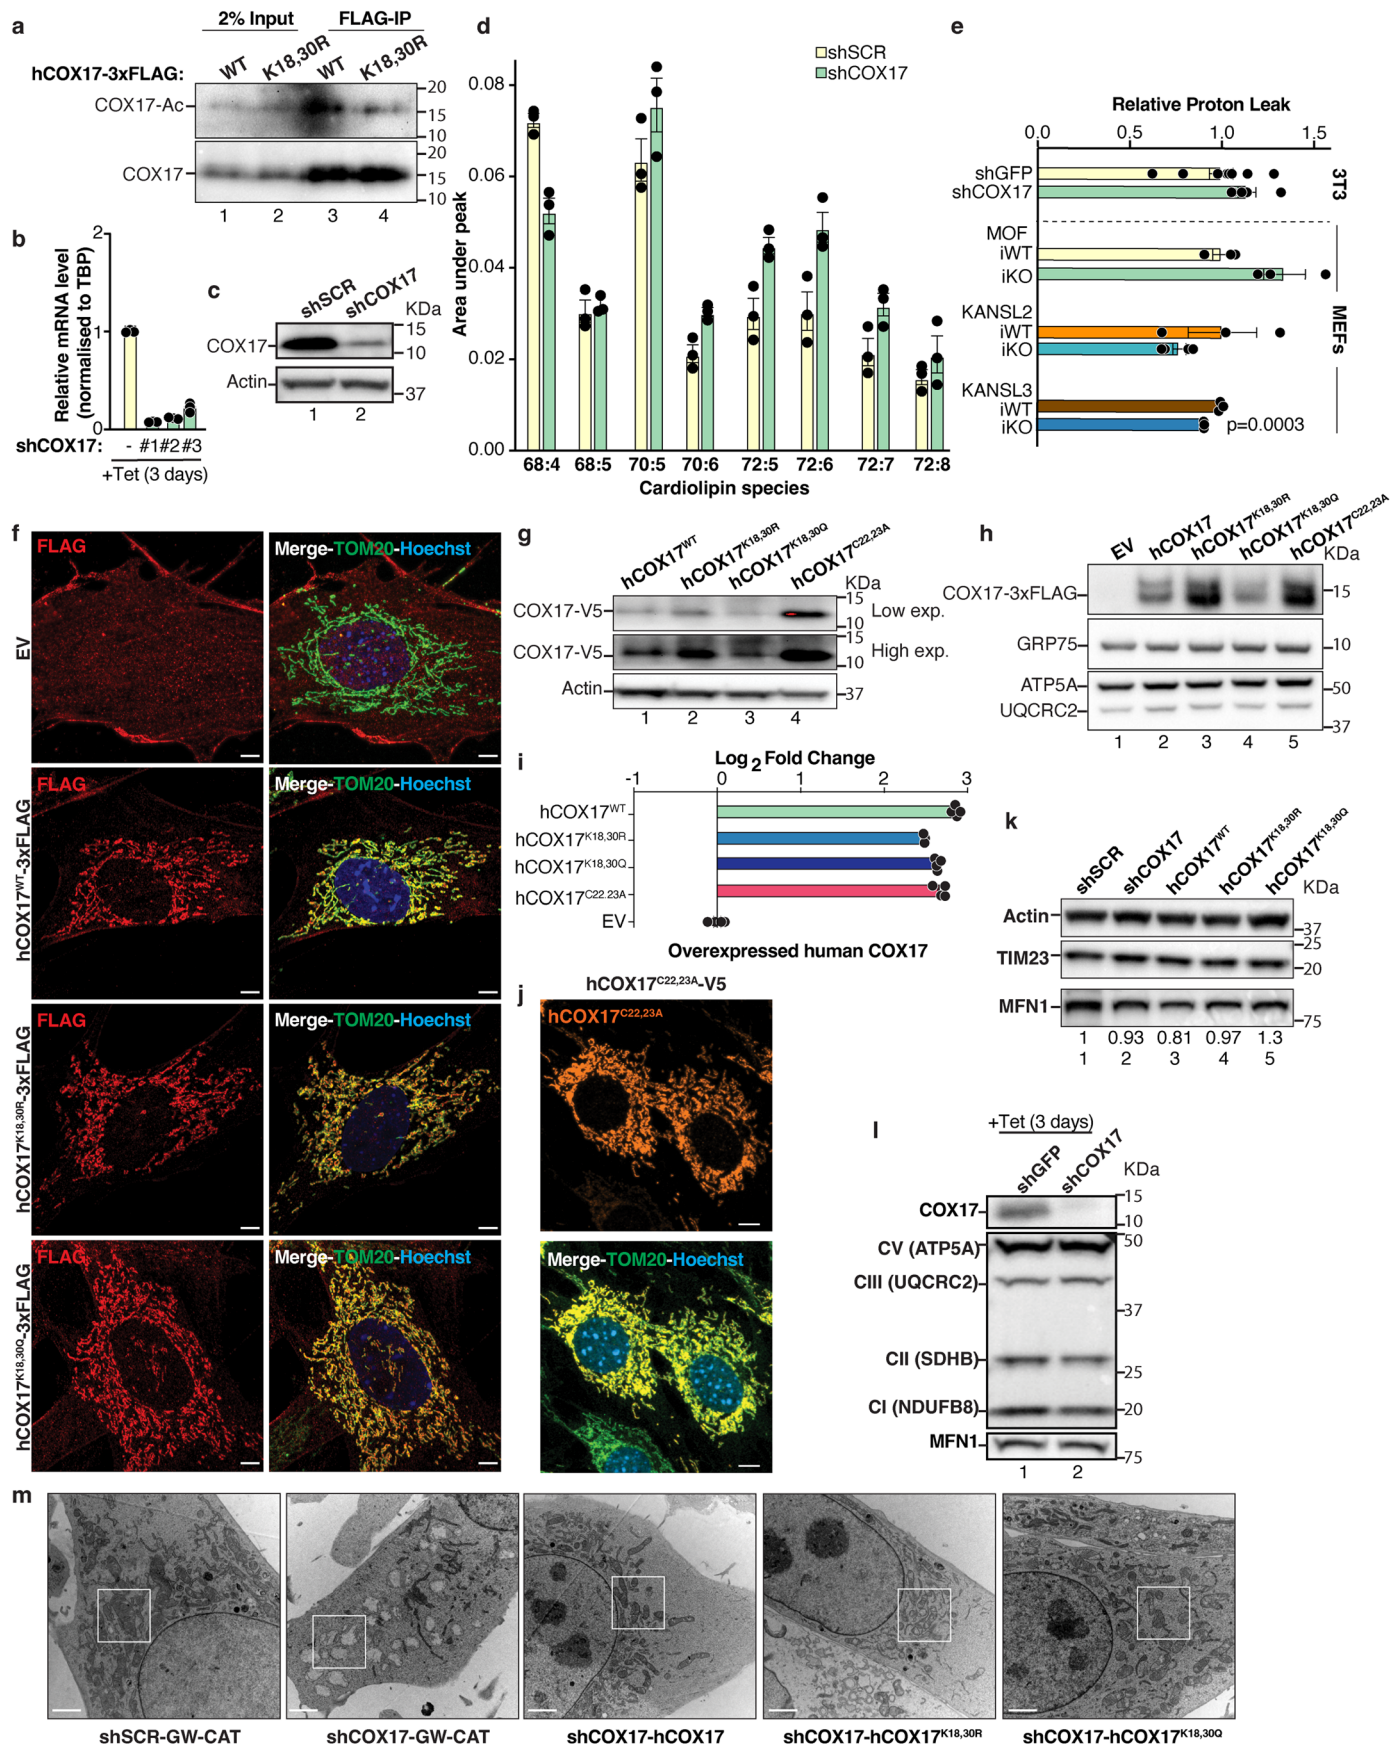 a
2% Input FLAG-IP
hCOX17-3xFLAG: WT K18,30R WT K18,30R
COX17-Ac
20
15
10
COX17
20
15
10
1 2 3 4
b
Relative mRNA level
(normalised to TBP)
2
1
0
shCOX17: - #1 #2 #3
+Tet (3 days)
c
shSCR shCOX17
KDa
COX17
15
10
Actin
37
1 2
d
shSCR
shCOX17
Area under peak
0.08
0.06
0.04
0.02
0.00
68:4 68:5 70:5 70:6 72:5 72:6 72:7 72:8
Cardiolipin species
e
Relative Proton Leak
0.0 0.5 1.0 1.5
shGFP
shCOX17
3T3
MOF
iWT
iKO
KANSL2
iWT
iKO
KANSL3
iWT
iKO p=0.0003
MEFs
f
EV
FLAG
Merge-TOM20-Hoechst
hCOX17WT-3xFLAG
FLAG
Merge-TOM20-Hoechst
hCOX17K18,30R-3xFLAG
FLAG
Merge-TOM20-Hoechst
hCOX17K18,30Q-3xFLAG
FLAG
Merge-TOM20-Hoechst
g
hCOX17WT hCOX17K18,30R hCOX17K18,30Q hCOX17C22,23A
KDa
COX17-V5 15 Low exp.
10
COX17-V5 15 High exp.
10
Actin 37
1 2 3 4
h
EV hCOX17 hCOX17K18,30R hCOX17K18,30Q hCOX17C22,23A
KDa
COX17-3xFLAG 15
GRP75 10
ATP5A 50
UQCRC2
37
1 2 3 4 5
i
Log2 Fold Change
-1 0 1 2 3
hCOX17WT
hCOX17K18,30R
hCOX17K18,30Q
hCOX17C22.23A
EV
Overexpressed human COX17
j
hCOX17C22,23A-V5
hCOX17C22,23A
Merge-TOM20-Hoechst
k
shSCR shCOX17 hCOX17WT hCOX17K18,30R hCOX17K18,30Q
KDa
Actin
37
25
TIM23
20
MFN1
75
1 0.93 0.81 0.97 1.3
1 2 3 4 5
l
+Tet (3 days)
shGFP shCOX17
KDa
COX17 15
10
50
CV (ATP5A)
CIII (UQCRC2)
37
CII (SDHB)
25
CI (NDUFB8) 20
MFN1
75
1 2
m
shSCR-GW-CAT shCOX17-GW-CAT shCOX17-hCOX17 shCOX17-hCOX17K18,30R shCOX17-hCOX17K18,30Q